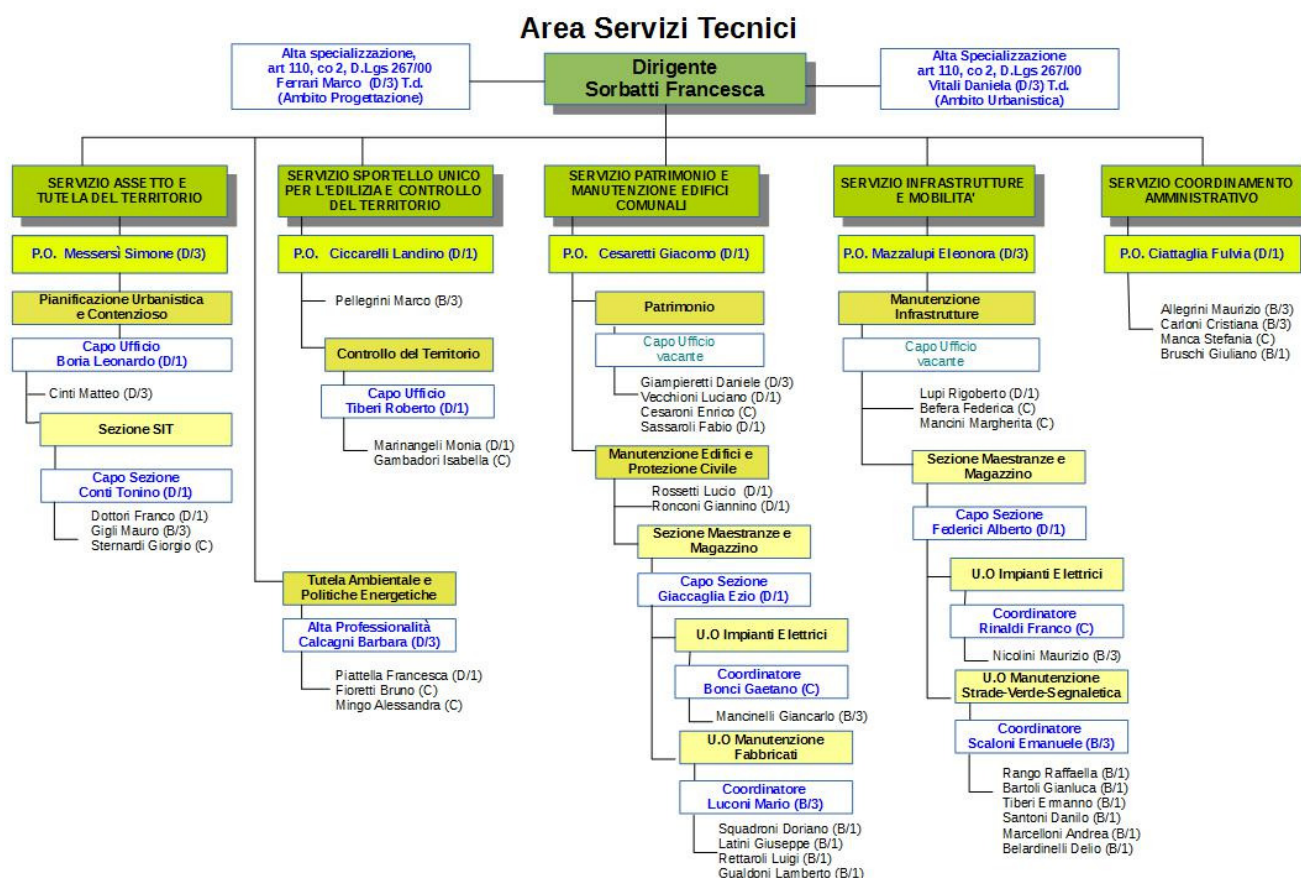 Area Servizi Tecnici
Alta specializzazione,
art 110, co 2, D.Lgs 267/00
Ferrari Marco (D/3) T.d.
(Ambito Progettazione)
Dirigente
Sorbatti Francesca
Alta Specializzazione
art 110, co 2, D.Lgs 267/00
Vitali Daniela (D/3) T.d.
(Ambito Urbanistica)
SERVIZIO ASSETTO E
TUTELA DEL TERRITORIO
P.O. Messersì Simone (D/3)
Pianificazione Urbanistica
e Contenzioso
Capo Ufficio
Boria Leonardo (D/1)
Cinti Matteo (D/3)
Sezione SIT
Capo Sezione
Conti Tonino (D/1)
Dottori Franco (D/1)
Gigli Mauro (B/3)
Sternardi Giorgio (C)
SERVIZIO SPORTELLO UNICO
PER L'EDILIZIA E CONTROLLO
DEL TERRITORIO
P.O. Ciccarelli Landino (D/1)
Pellegrini Marco (B/3)
Controllo del Territorio
Capo Ufficio
Tiberi Roberto (D/1)
Marinangeli Monia (D/1)
Gambadori Isabella (C)
Tutela Ambientale e
Politiche Energetiche
Alta Professionalità
Calcagni Barbara (D/3)
Piattella Francesca (D/1)
Fioretti Bruno (C)
Mingo Alessandra (C)
SERVIZIO PATRIMONIO E
MANUTENZIONE EDIFICI
COMUNALI
P.O. Cesaretti Giacomo (D/1)
Patrimonio
Capo Ufficio
vacante
Giampieretti Daniele (D/3)
Vecchioni Luciano (D/1)
Cesaroni Enrico (C)
Sassaroli Fabio (D/1)
Manutenzione Edifici e
Protezione Civile
Rossetti Lucio (D/1)
Ronconi Giannino (D/1)
Sezione Maestranze e
Magazzino
Capo Sezione
Giaccaglia Ezio (D/1)
U.O Impianti Elettrici
Coordinatore
Bonci Gaetano (C)
Mancinelli Giancarlo (B/3)
U.O Manutenzione
Fabbricati
Coordinatore
Luconi Mario (B/3)
Squadroni Doriano (B/1)
Latini Giuseppe (B/1)
Rettaroli Luigi (B/1)
Gualdoni Lamberto (B/1)
SERVIZIO INFRASTRUTTURE
E MOBILITA'
P.O. Mazzalupi Eleonora (D/3)
Manutenzione
Infrastrutture
Capo Ufficio
vacante
Lupi Rigoberto (D/1)
Befera Federica (C)
Mancini Margherita (C)
Sezione Maestranze e
Magazzino
Capo Sezione
Federici Alberto (D/1)
U.O Impianti Elettrici
Coordinatore
Rinaldi Franco (C)
Nicolini Maurizio (B/3)
U.O Manutenzione
Strade-Verde-Segnaletica
Coordinatore
Scaloni Emanuele (B/3)
Rango Raffaella (B/1)
Bartoli Gianluca (B/1)
Tiberi Ermanno (B/1)
Santoni Danilo (B/1)
Marcelloni Andrea (B/1)
Belardinelli Delio (B/1)
SERVIZIO COORDINAMENTO
AMMINISTRATIVO
P.O. Ciattaglia Fulvia (D/1)
Allegrini Maurizio (B/3)
Carloni Cristiana (B/3)
Manca Stefania (C)
Bruschi Giuliano (B/1)